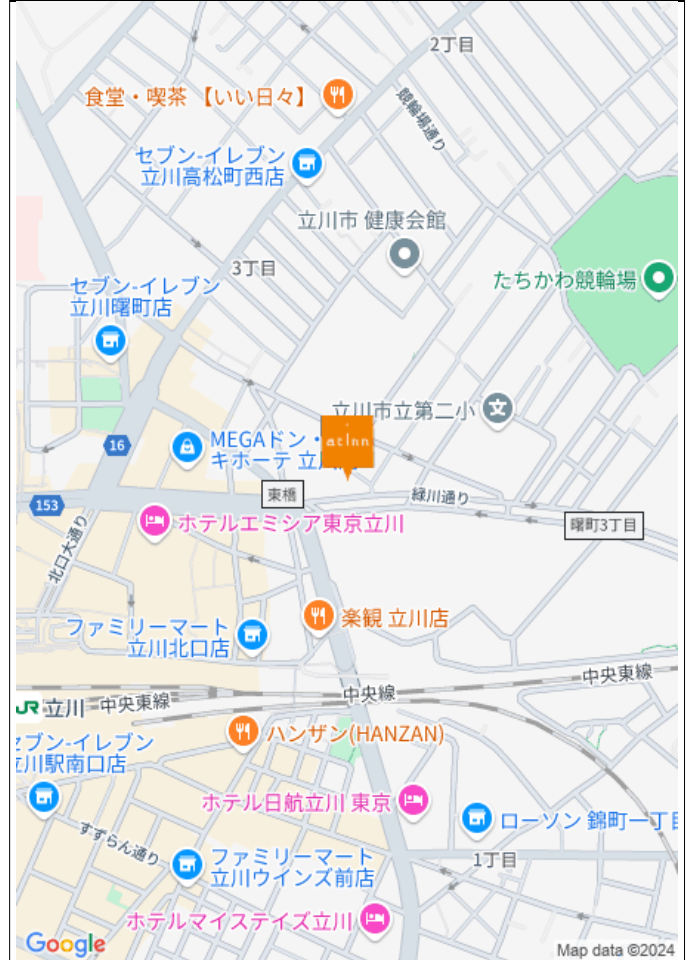 2丁目
食堂・喫茶 【いい日々】
競輪場通り
セブン-イレブン
立川高松町西店
立川市 健康会館
3丁目
たちかわ競輪場
セブン-イレブン
立川曙町店
立川市立第二小
16
MEGAドン・
キホーテ 立
atinn
153
東橋
緑川通り
曙町3丁目
ホテルエミシア東京立川
北口大通り
楽観 立川店
ファミリーマート
立川北口店
中央東線
中央線
JR 立川
中央東線
ハンザン(HANZAN)
セブン-イレブン
立川駅南口店
ホテル日航立川 東京
ローソン 錦町一丁目
すずらん通り
1丁目
ファミリーマート
立川ウインズ前店
ホテルマイステイズ立川
Google
Map data ©2024